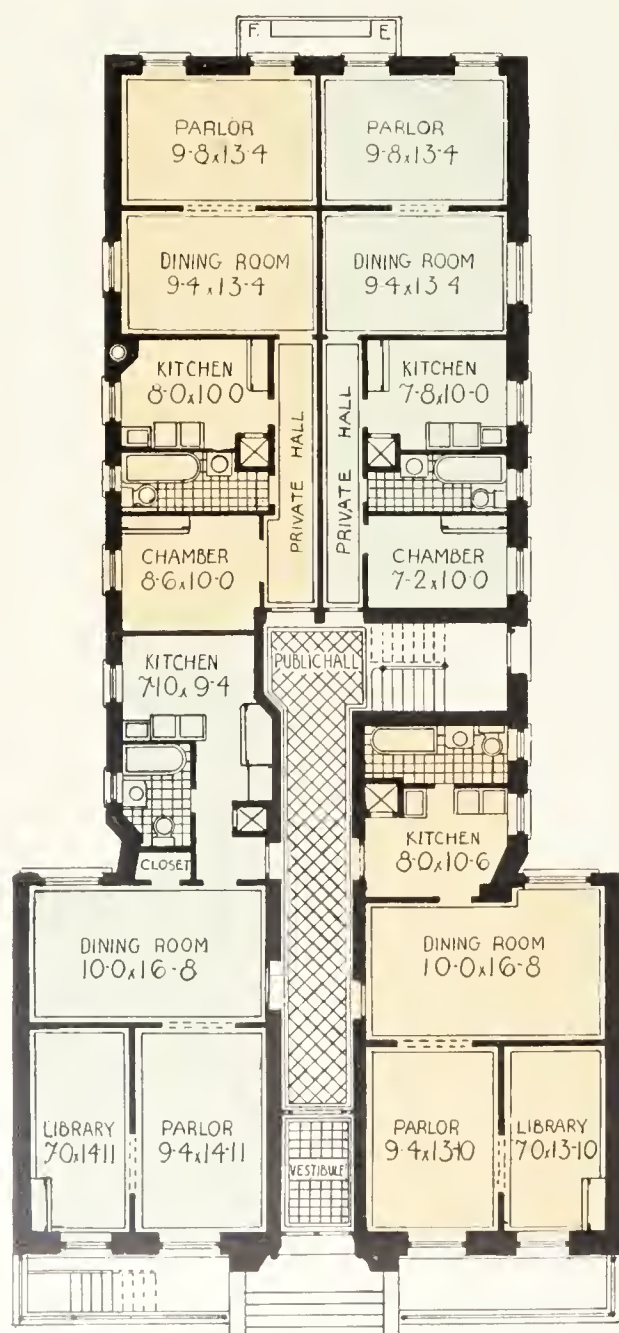 F. E.
PARLOR
9-8x13-4
PARLOR
9-8x13-4
DINING ROOM
9-4x13-4
DINING ROOM
9-4x13 4
KITCHEN
8-0x10 0
PRIVATE HALL
PRIVATE HALL
KITCHEN
7-8x10-0
CHAMBER
8-6x10-0
CHAMBER
7-2x10-0
KITCHEN
7-10x9-4
PUBLIC HALL
KITCHEN
8-0x10-6
CLOSET
DINING ROOM
10-0x16-8
DINING ROOM
10-0x16-8
LIBRARY
7-0x14-11
PARLOR
9-4x14-11
VESTIBULE
PARLOR
9-4x13-10
LIBRARY
7-0x13-10